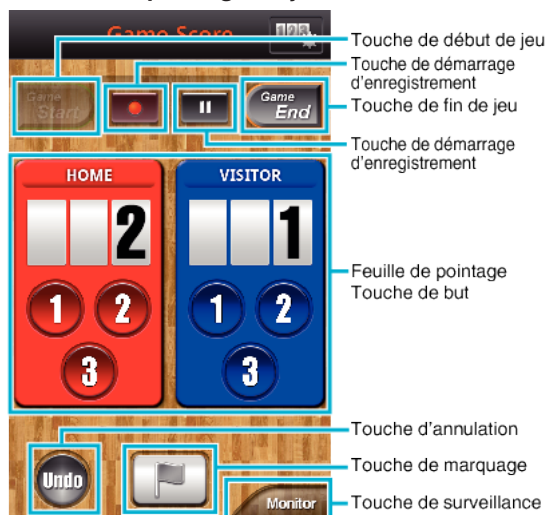 Game Score
123
Touche de début de jeu
Touche de démarrage
d'enregistrement
Game
Start
Game
End
Touche de fin de jeu
Touche de démarrage
d'enregistrement
HOME
VISITOR
2
1
1 2
1 2
3
3
Feuille de pointage
Touche de but
Touche d'annulation
Undo
Touche de marquage
Monitor
Touche de surveillance